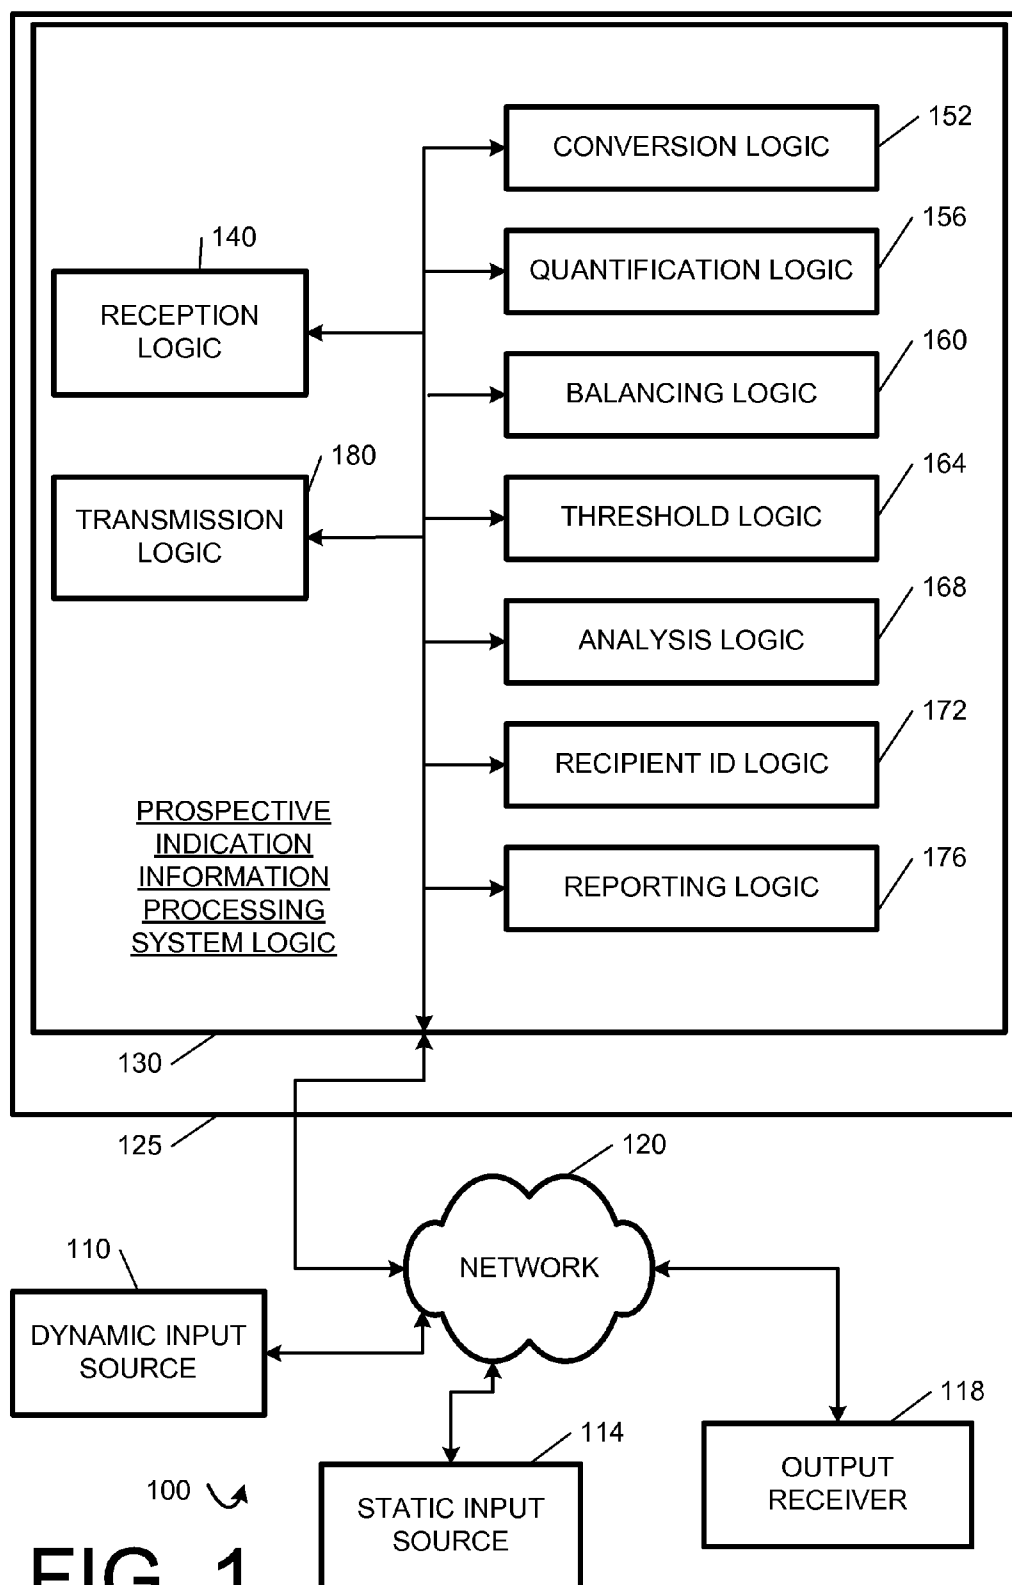 152
CONVERSION LOGIC
156
QUANTIFICATION LOGIC
140
RECEPTION
LOGIC
160
BALANCING LOGIC
180
TRANSMISSION
LOGIC
164
THRESHOLD LOGIC
168
ANALYSIS LOGIC
172
RECIPIENT ID LOGIC
PROSPECTIVE
INDICATION
INFORMATION
PROCESSING
SYSTEM LOGIC
176
REPORTING LOGIC
130
125
120
NETWORK
110
DYNAMIC INPUT
SOURCE
118
OUTPUT
RECEIVER
114
STATIC INPUT
SOURCE
100
FIG. 1